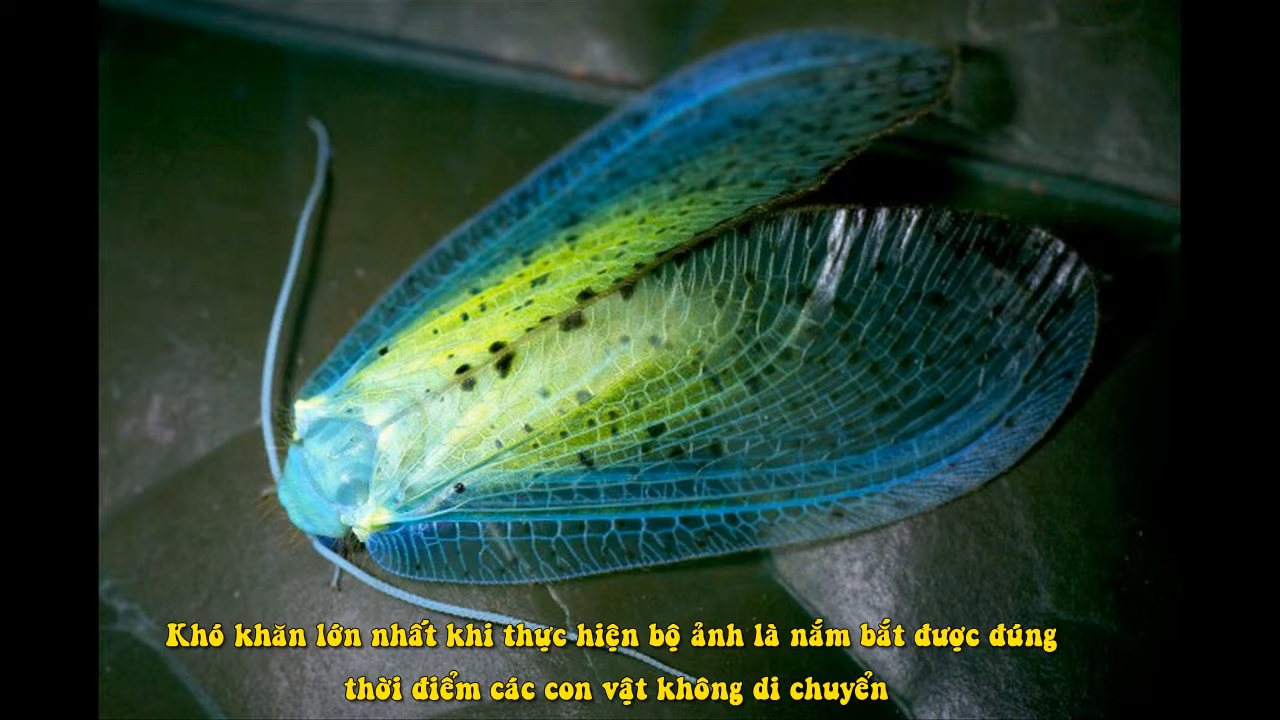 Khó khăn lớn nhất khi thực hiện bộ ảnh là nắm bắt được đúng
thời điểm các con vật không di chuyển